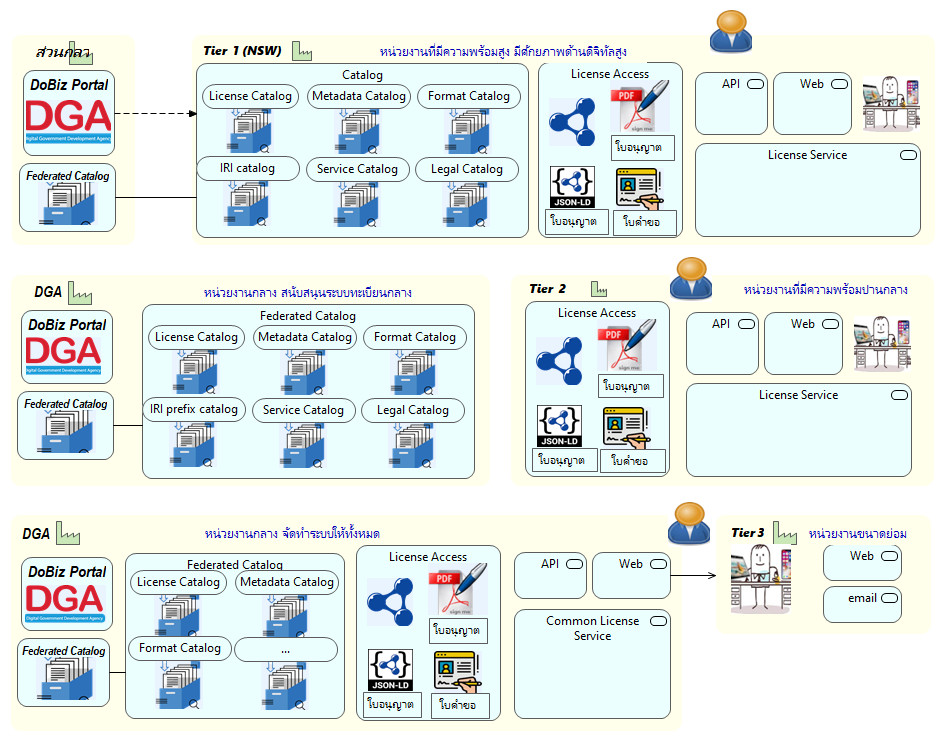 ส่วนกลา
Tier 1 (NSW)
หน่วยงานที่มีความพร้อมสูง มีศักยภาพด้านดิจิทัลสูง
DoBiz Portal
DGA
Digital Government Development Agency
Federated Catalog
Catalog
License Catalog
Metadata Catalog
Format Catalog
IRI catalog
Service Catalog
Legal Catalog
License Access
PDF
sign me
ใบอนุญาต
JSON-LD
ใบอนุญาต
ใบคำขอ
API
Web
License Service
DGA
หน่วยงานกลาง สนับสนุนระบบทะเบียนกลาง
DoBiz Portal
DGA
Digital Government Development Agency
Federated Catalog
Federated Catalog
License Catalog
Metadata Catalog
Format Catalog
IRI prefix catalog
Service Catalog
Legal Catalog
Tier 2
หน่วยงานที่มีความพร้อมปานกลาง
License Access
PDF
sign me
ใบอนุญาต
JSON-LD
ใบอนุญาต
ใบคำขอ
API
Web
License Service
DGA
หน่วยงานกลาง จัดทำระบบให้ทั้งหมด
DoBiz Portal
DGA
Digital Government Development Agency
Federated Catalog
Federated Catalog
License Catalog
Metadata Catalog
Format Catalog
...
License Access
PDF
sign me
ใบอนุญาต
JSON-LD
ใบอนุญาต
ใบคำขอ
API
Web
Common License
Service
Tier 3
หน่วยงานขนาดย่อม
Web
email